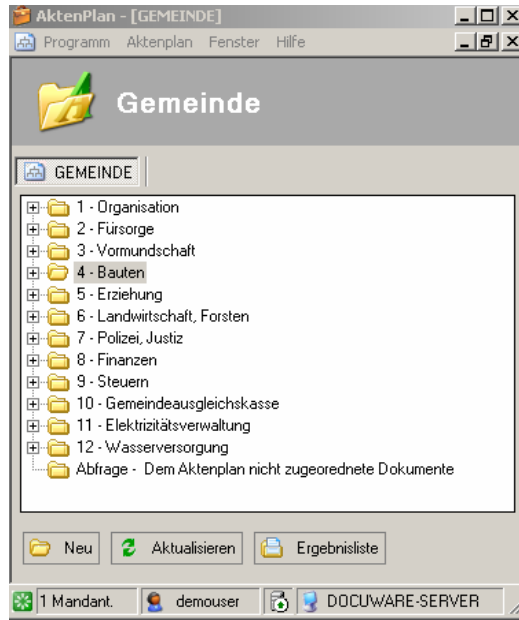 AktenPlan - [GEMEINDE]
Programm Aktenplan Fenster Hilfe
Gemeinde
GEMEINDE
1 - Organisation
2 - Fürsorge
3 - Vormundschaft
4 - Bauten
5 - Erziehung
6 - Landwirtschaft, Forsten
7 - Polizei, Justiz
8 - Finanzen
9 - Steuern
10 - Gemeindeausgleichskasse
11 - Elektrizitätsverwaltung
12 - Wasserversorgung
Abfrage - Dem Aktenplan nicht zugeorednete Dokumente
Neu Aktualisieren Ergebnisliste
1 Mandant. demouser DOCUWARE-SERVER